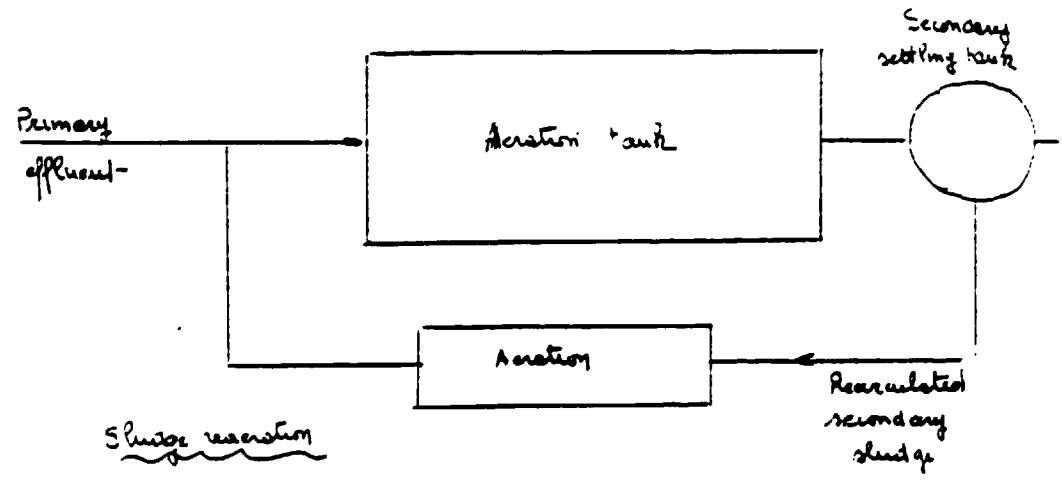 Secondary
settling tank
Primary
effluent
Aeration tank
Aeration
Recirculated
secondary
sludge
Sludge reaeration